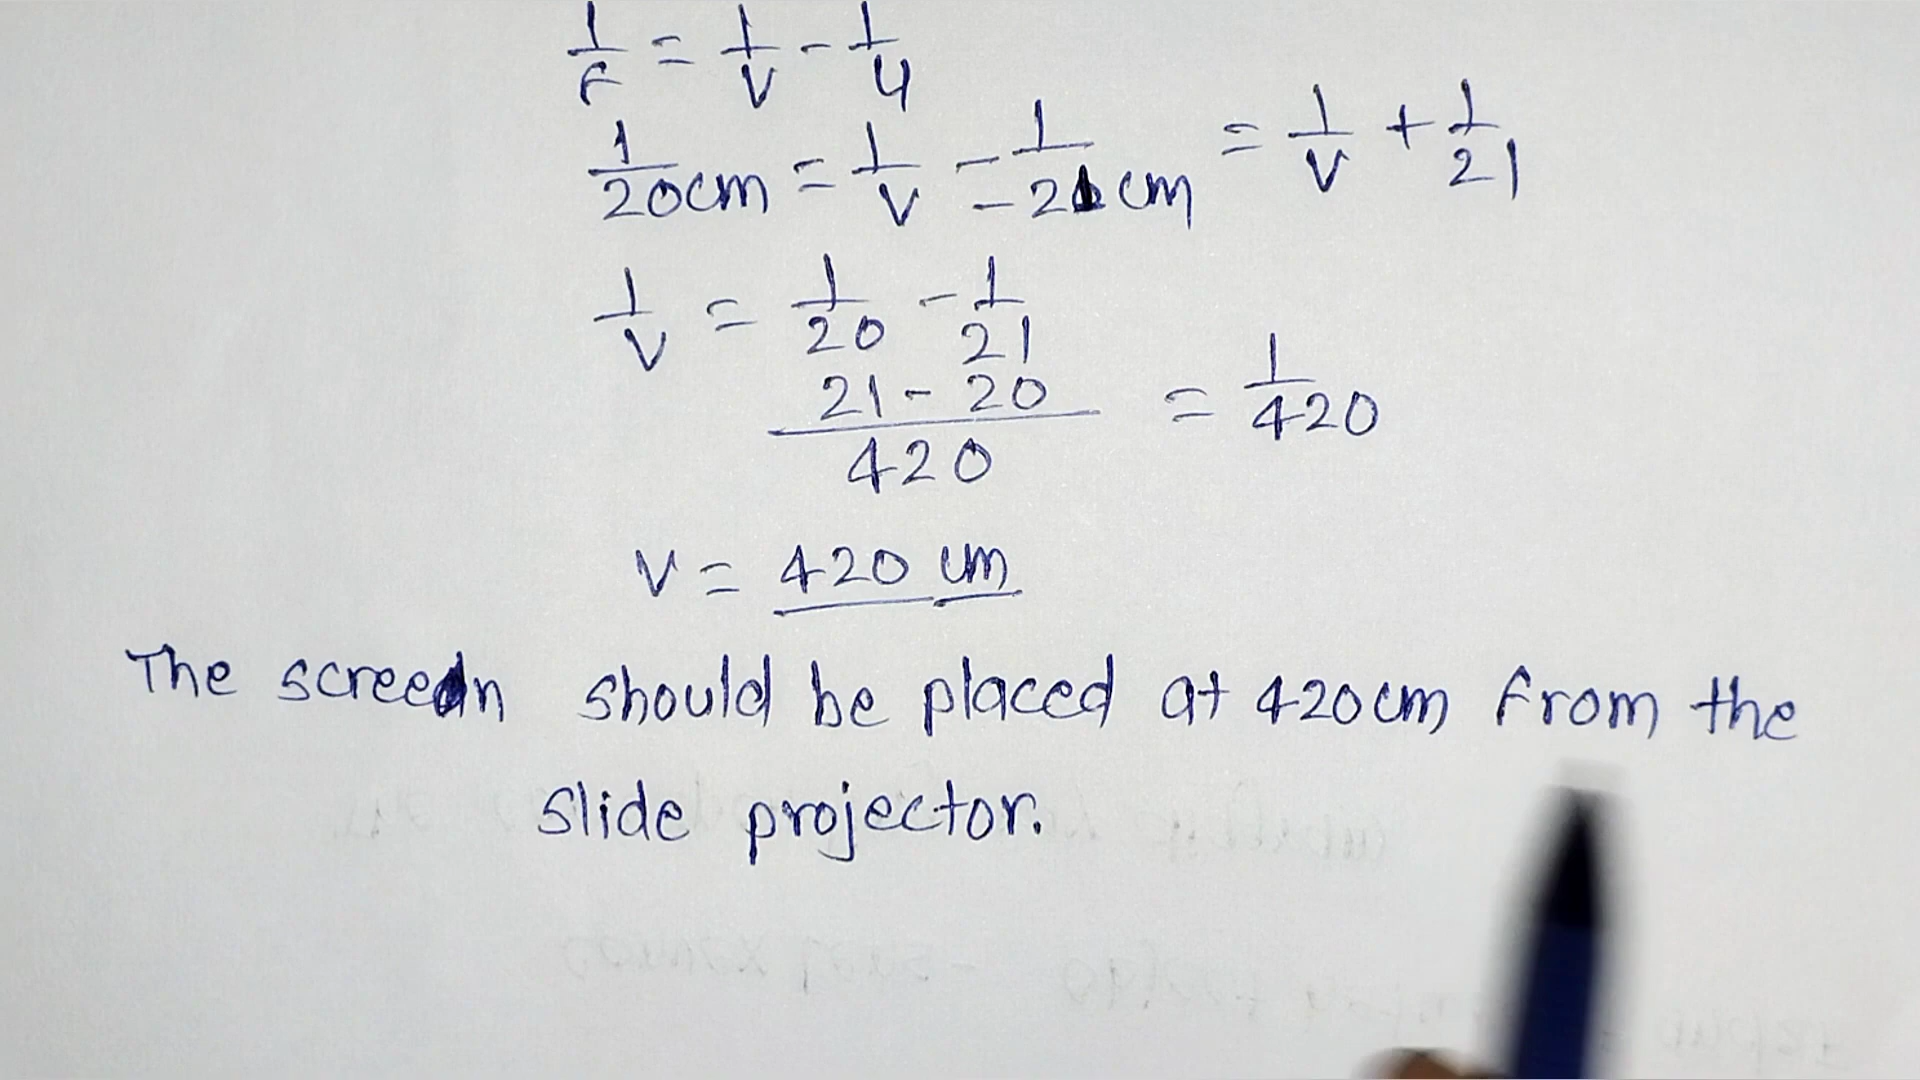 1/F = 1/V - 1/u
1/20cm = 1/V - 1/-21cm = 1/V + 1/21
1/V = 1/20 - 1/21
21 - 20/420 = 1/420
V = 420 cm
The screen should be placed at 420cm from the
slide projector.